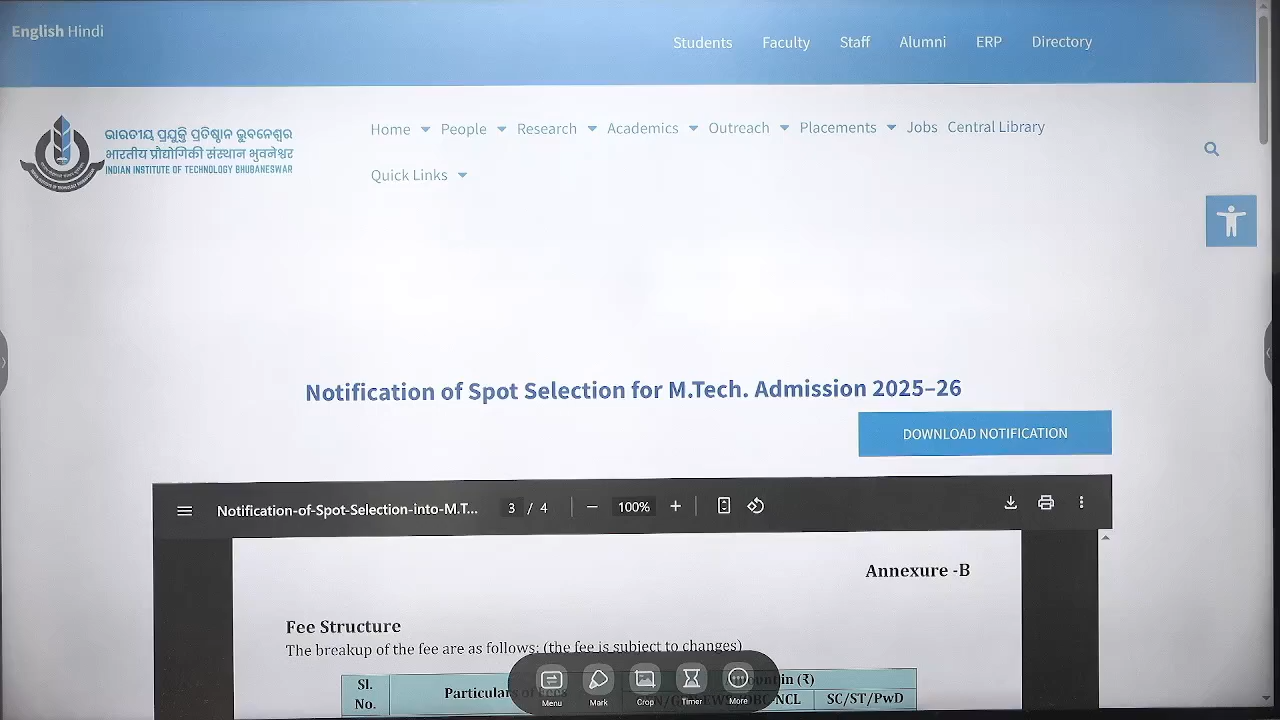 English Hindi
Students Faculty Staff Alumni ERP Directory
ଭାରତୀୟ ପ୍ରଯୁକ୍ତି ପ୍ରତିଷ୍ଠାନ ଭୁବନେଶ୍ୱର
भारतीय प्रौद्योगिकी संस्थान भुवनेश्वर
INDIAN INSTITUTE OF TECHNOLOGY BHUBANESWAR
Home People Research Academics Outreach Placements Jobs Central Library
Quick Links
Notification of Spot Selection for M.Tech. Admission 2025–26
DOWNLOAD NOTIFICATION
Notification-of-Spot-Selection-into-M.T... 3 / 4 100%
Annexure -B
Fee Structure
The breakup of the fee are as follows: (the fee is subject to changes)
Sl. No.
Particulars
in (₹)
SC/ST/PwD
Menu Mark Crop Timer More